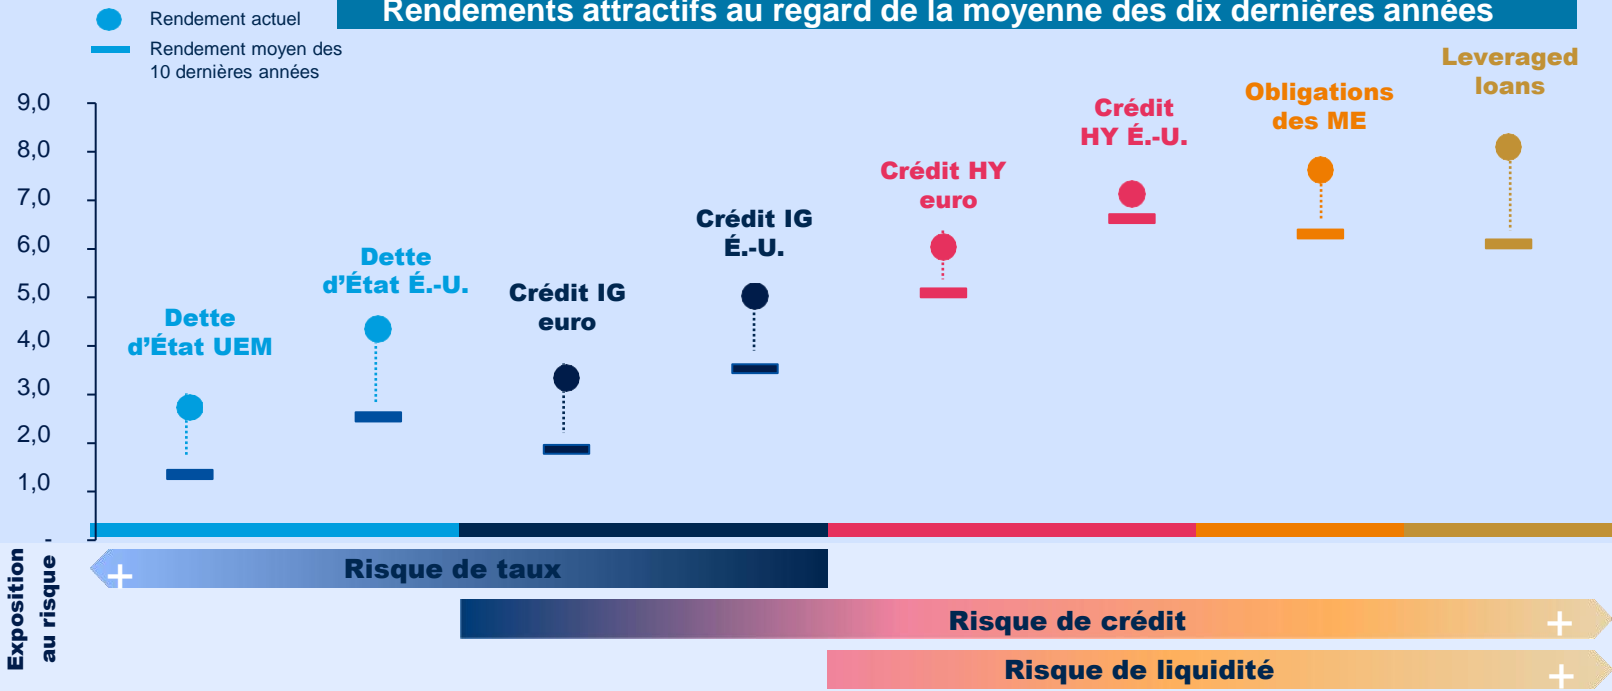 Rendements attractifs au regard de la moyenne des dix dernières années
Rendement actuel
Rendement moyen des
10 dernières années
9,0
8,0
7,0
6,0
5,0
4,0
3,0
2,0
1,0
-
Dette
d'État UEM
Dette
d'État É.-U.
Crédit IG
euro
Crédit IG
É.-U.
Crédit HY
euro
Crédit
HY É.-U.
Obligations
des ME
Leveraged
loans
Exposition
au risque
+
Risque de taux
Risque de crédit
+
Risque de liquidité
+